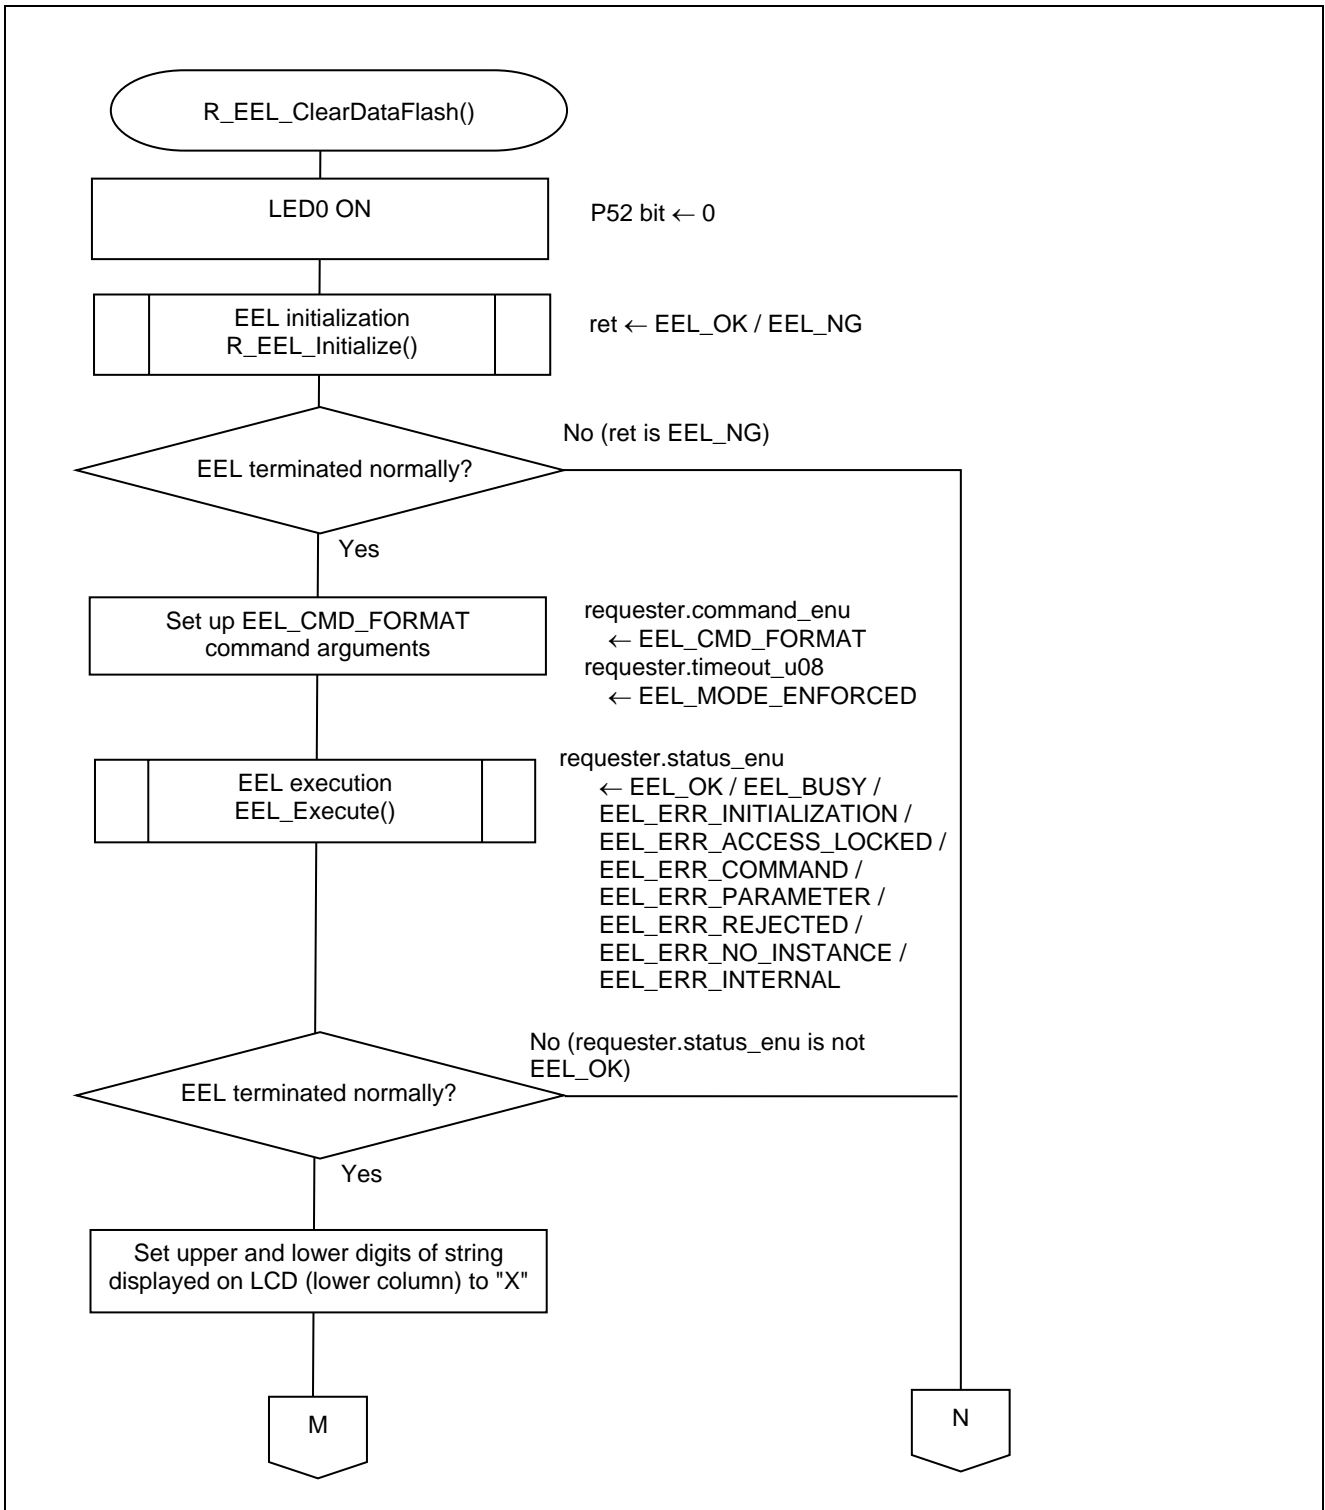 R_EEL_ClearDataFlash()
LED0 ON
P52 bit ← 0
EEL initialization
R_EEL_Initialize()
ret ← EEL_OK / EEL_NG
No (ret is EEL_NG)
EEL terminated normally?
Yes
Set up EEL_CMD_FORMAT
command arguments
requester.command_enu
← EEL_CMD_FORMAT
requester.timeout_u08
← EEL_MODE_ENFORCED
EEL execution
EEL_Execute()
requester.status_enu
← EEL_OK / EEL_BUSY /
EEL_ERR_INITIALIZATION /
EEL_ERR_ACCESS_LOCKED /
EEL_ERR_COMMAND /
EEL_ERR_PARAMETER /
EEL_ERR_REJECTED /
EEL_ERR_NO_INSTANCE /
EEL_ERR_INTERNAL
No (requester.status_enu is not
EEL_OK)
EEL terminated normally?
Yes
Set upper and lower digits of string
displayed on LCD (lower column) to "X"
M
N